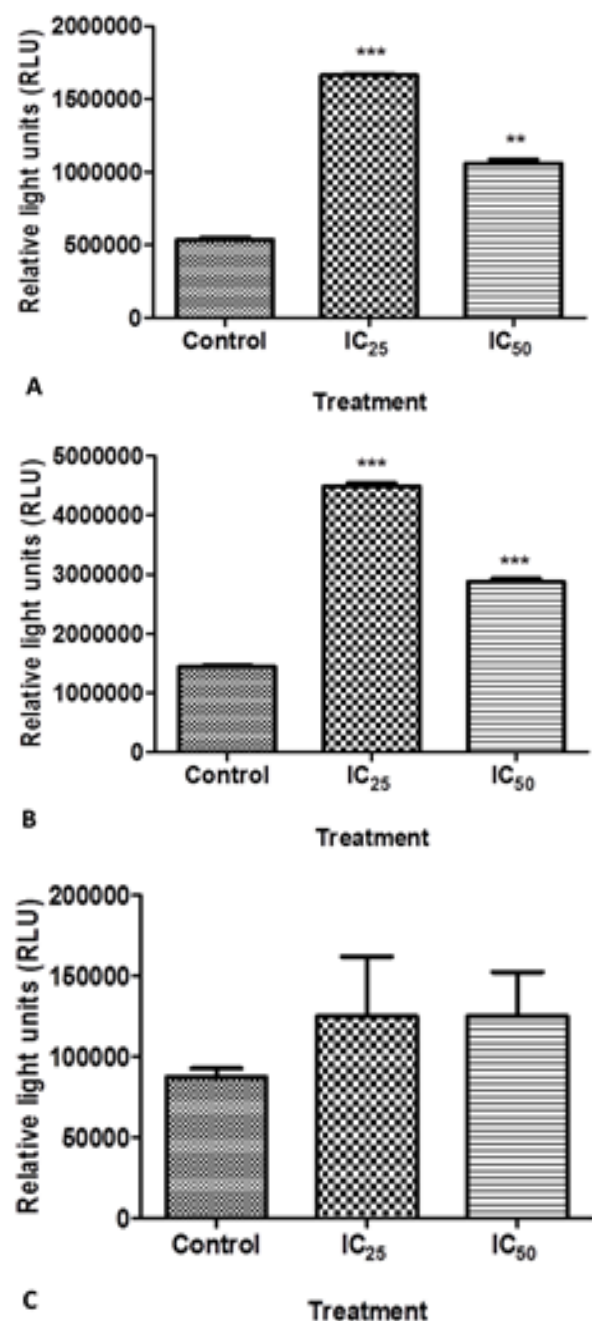 Relative light units (RLU)
2000000
1500000
1000000
500000
0
***
**
Control IC₂₅ IC₅₀
A
Treatment
Relative light units (RLU)
5000000
4000000
3000000
2000000
1000000
0
***
***
Control IC₂₅ IC₅₀
B
Treatment
Relative light units (RLU)
200000
150000
100000
50000
0
Control IC₂₅ IC₅₀
C
Treatment